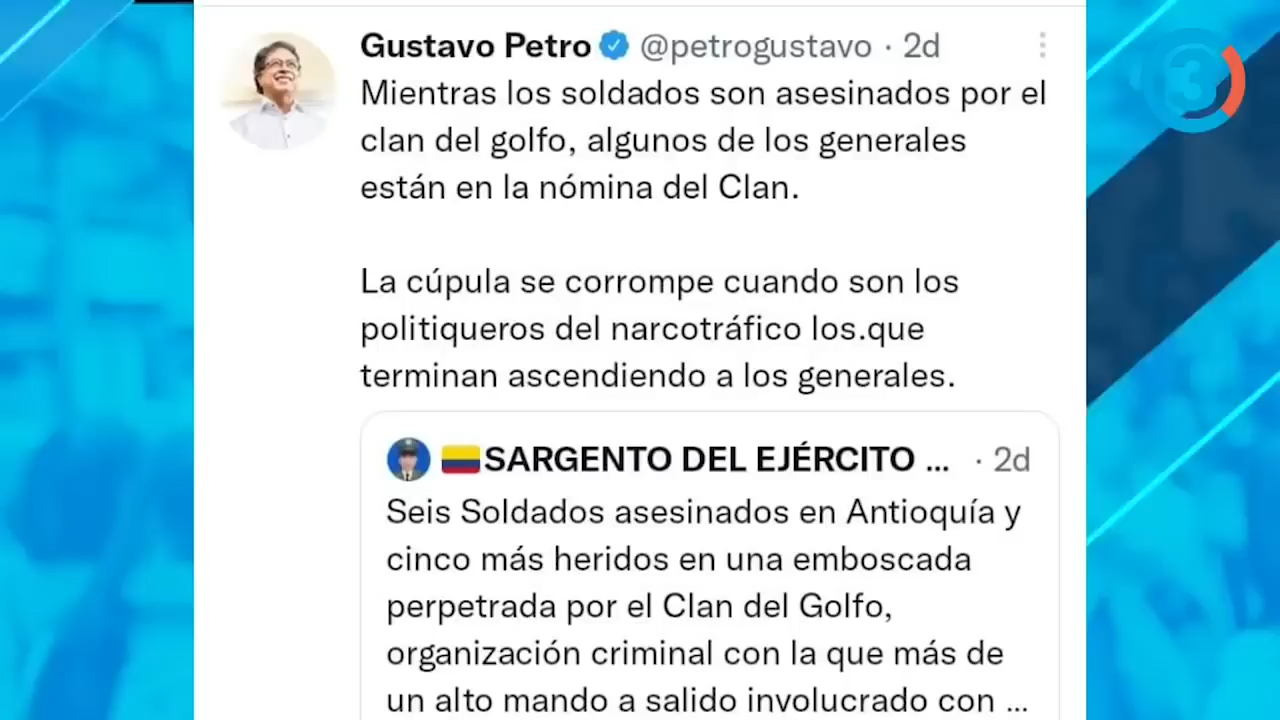 Gustavo Petro @petrogustavo · 2d
Mientras los soldados son asesinados por el
clan del golfo, algunos de los generales
están en la nómina del Clan.
La cúpula se corrompe cuando son los
politiqueros del narcotráfico los.que
terminan ascendiendo a los generales.
SARGENTO DEL EJÉRCITO ... · 2d
Seis Soldados asesinados en Antioquía y
cinco más heridos en una emboscada
perpetrada por el Clan del Golfo,
organización criminal con la que más de
un alto mando a salido involucrado con ...
3